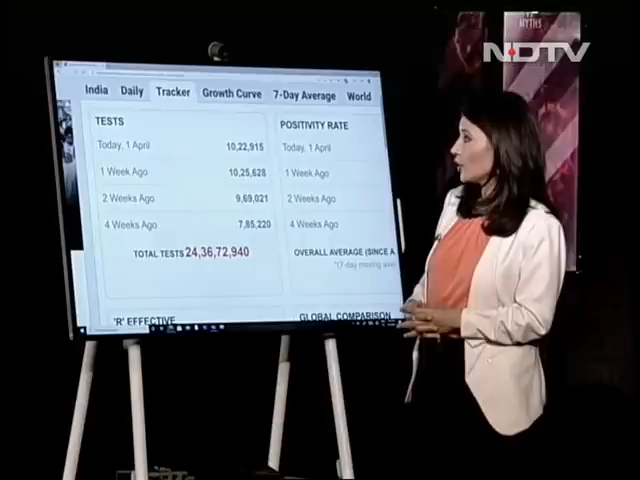 MYTHS
NDTV
India Daily Tracker Growth Curve 7-Day Average World
TESTS
Today, 1 April 10,22,915
1 Week Ago 10,25,628
2 Weeks Ago 9,69,021
4 Weeks Ago 7,85,220
TOTAL TESTS 24,36,72,940
POSITIVITY RATE
Today, 1 April
1 Week Ago
2 Weeks Ago
4 Weeks Ago
OVERALL AVERAGE (SINCE A
'R' EFFECTIVE
GLOBAL COMPARISON